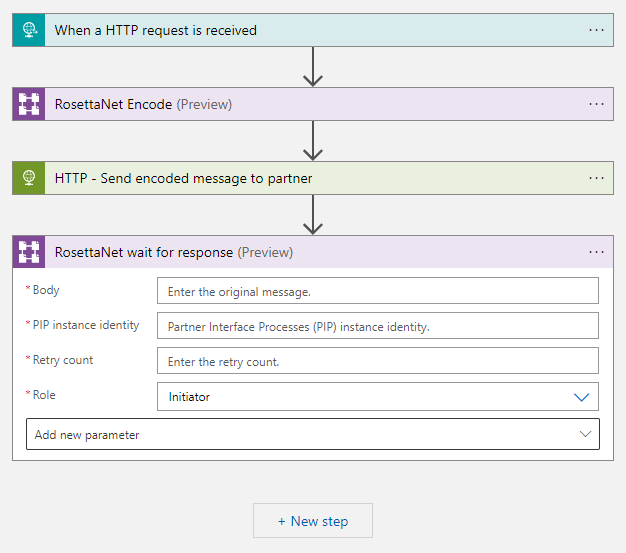 When a HTTP request is received
...
RosettaNet Encode (Preview)
...
HTTP - Send encoded message to partner
...
RosettaNet wait for response (Preview)
...
* Body Enter the original message.
* PIP instance identity Partner Interface Processes (PIP) instance identity.
* Retry count Enter the retry count.
* Role Initiator
Add new parameter
+ New step